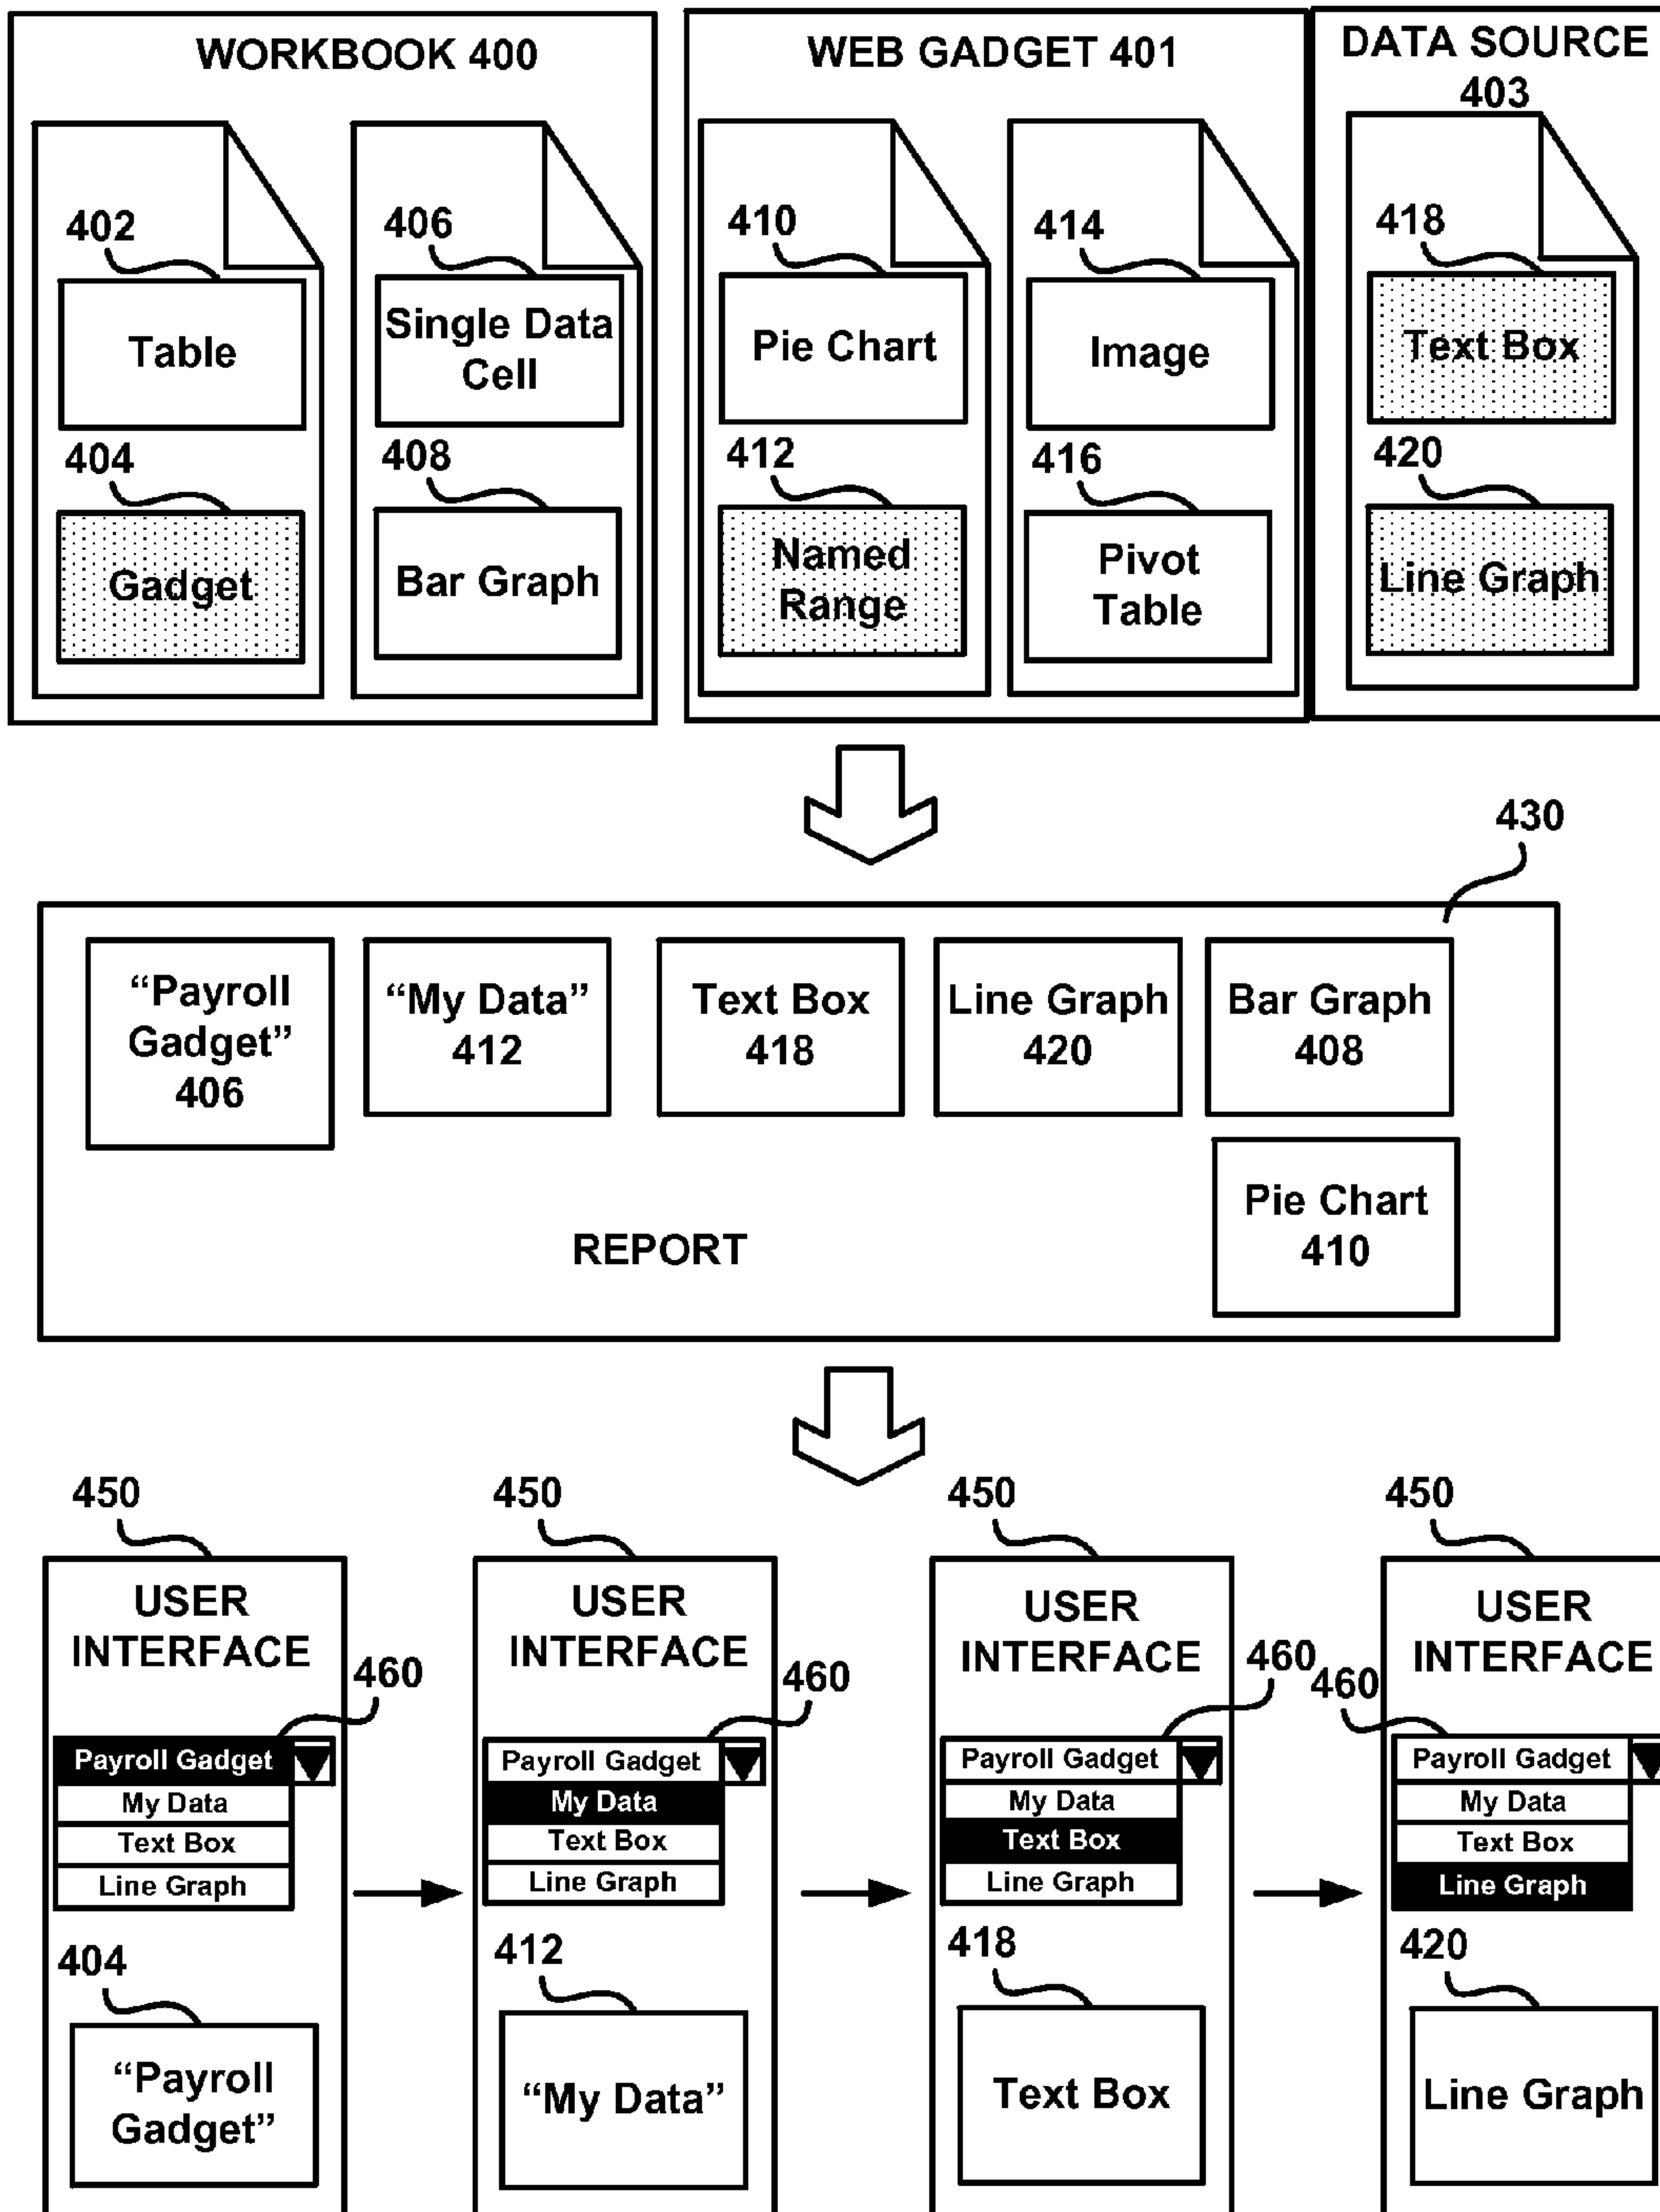 WORKBOOK 400
402
Table
404
Gadget
406
Single Data
Cell
408
Bar Graph
WEB GADGET 401
410
Pie Chart
412
Named
Range
414
Image
416
Pivot
Table
DATA SOURCE
403
418
Text Box
420
Line Graph
430
“Payroll
Gadget”
406
“My Data”
412
Text Box
418
Line Graph
420
Bar Graph
408
Pie Chart
410
REPORT
450
USER
INTERFACE
460
Payroll Gadget
My Data
Text Box
Line Graph
404
“Payroll
Gadget”
450
USER
INTERFACE
460
Payroll Gadget
My Data
Text Box
Line Graph
412
“My Data”
450
USER
INTERFACE
460
Payroll Gadget
My Data
Text Box
Line Graph
418
Text Box
450
USER
INTERFACE
460
Payroll Gadget
My Data
Text Box
Line Graph
420
Line Graph